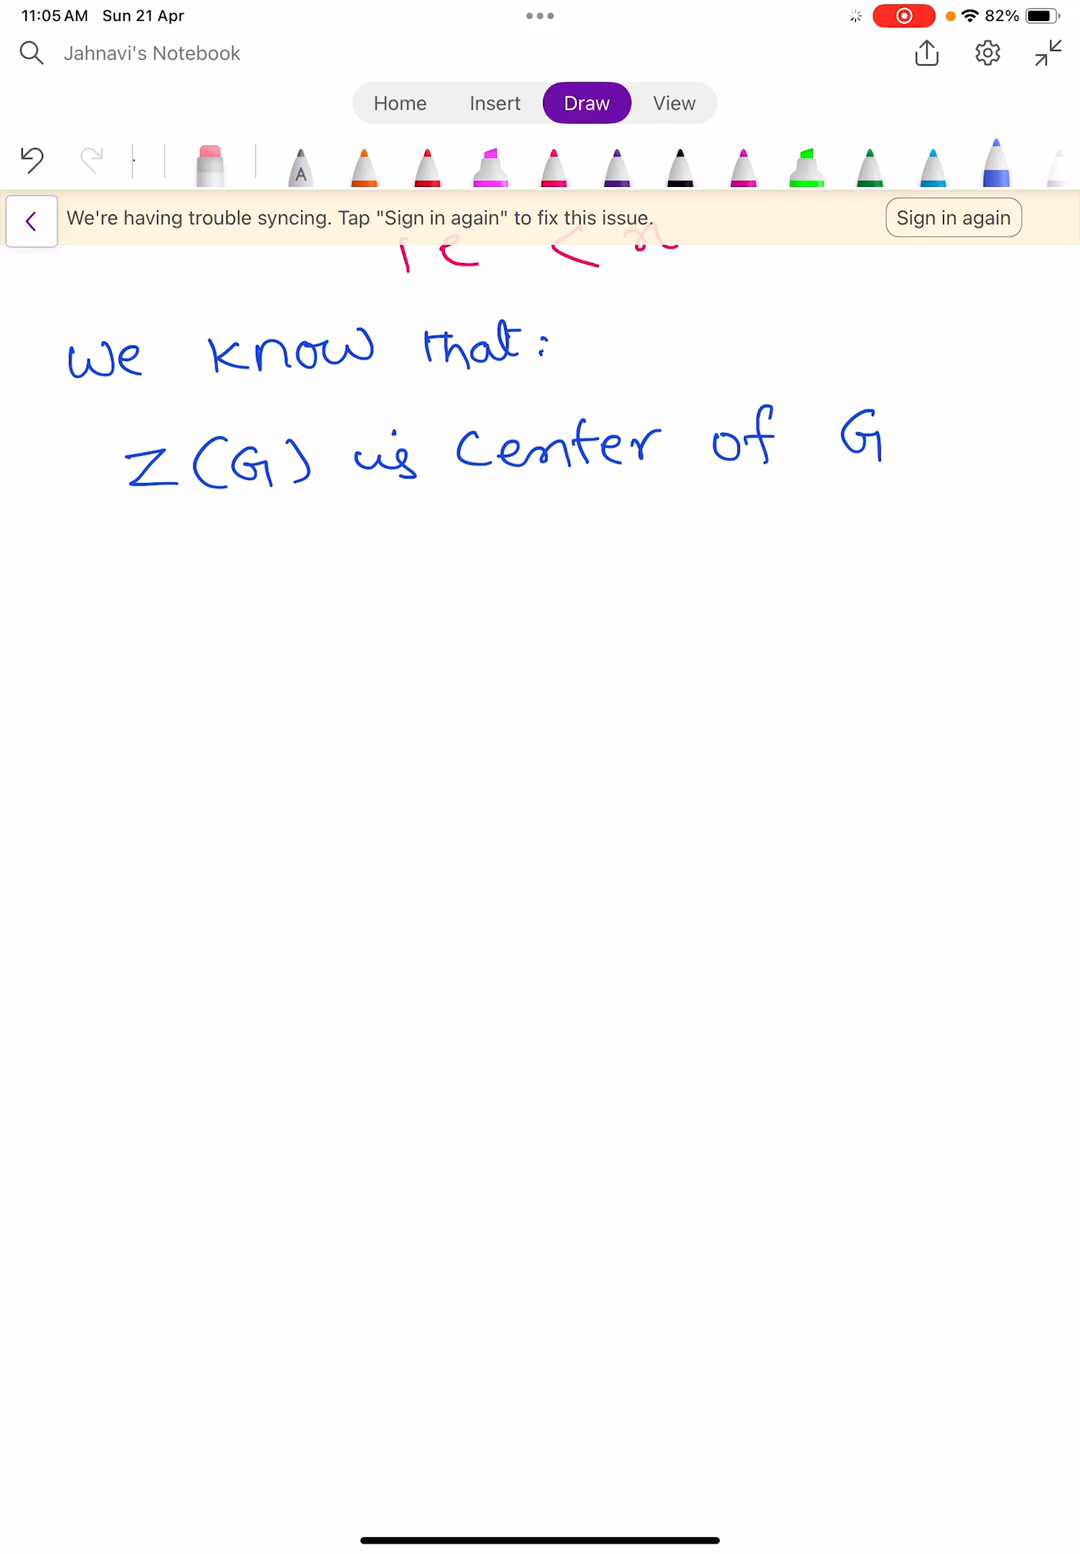 11:05 AM Sun 21 Apr
82%
Jahnavi's Notebook
Home Insert Draw View
A
We're having trouble syncing. Tap "Sign in again" to fix this issue.
Sign in again
ie < x
We know that:
Z(G) is Center of G